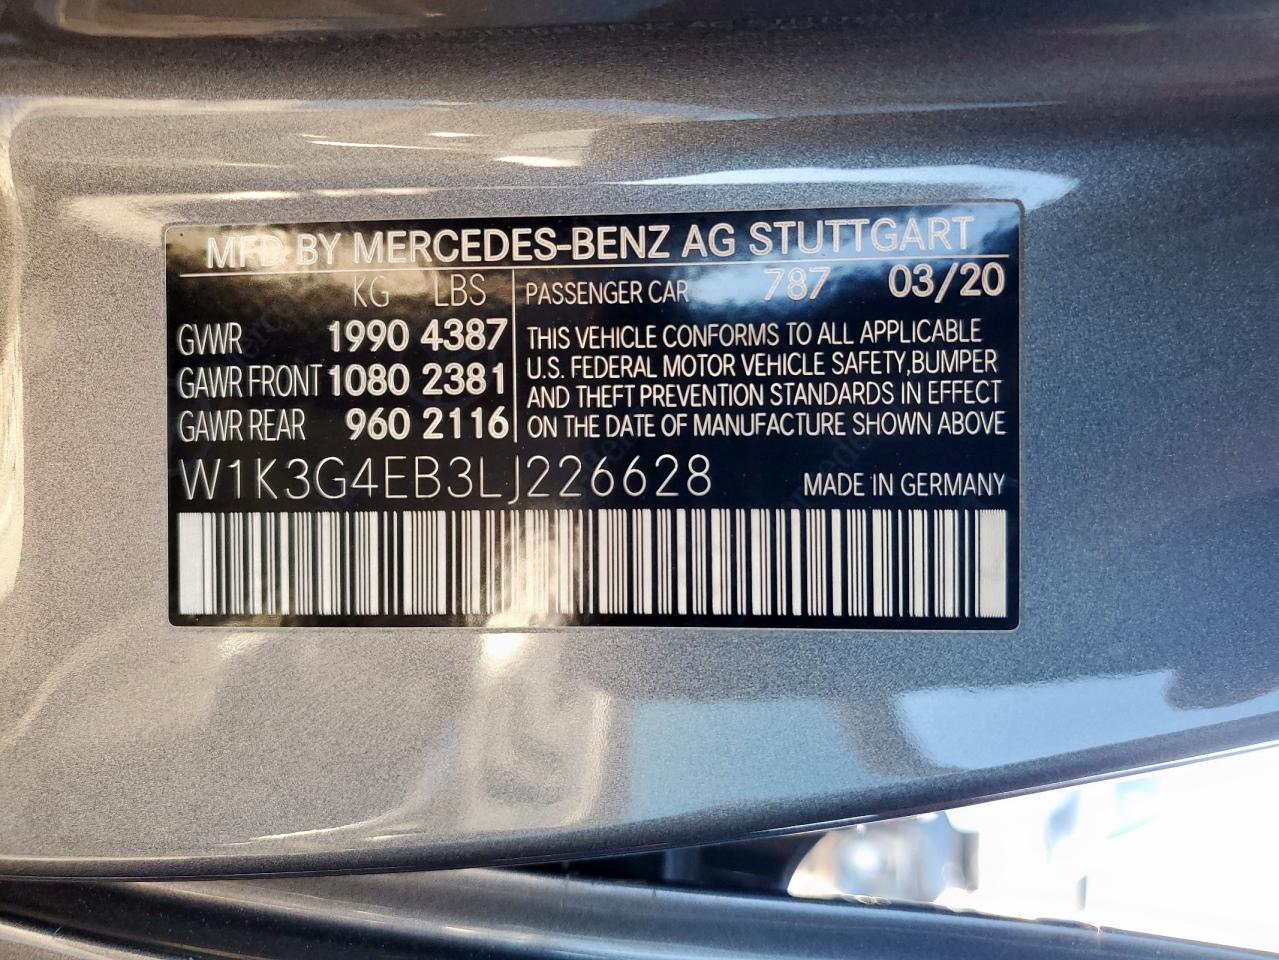 MFD BY MERCEDES-BENZ AG STUTTGART
KG LBS
GVWR 1990 4387
GAWR FRONT 1080 2381
GAWR REAR 960 2116
PASSENGER CAR 787 03/20
THIS VEHICLE CONFORMS TO ALL APPLICABLE
U.S. FEDERAL MOTOR VEHICLE SAFETY,BUMPER
AND THEFT PREVENTION STANDARDS IN EFFECT
ON THE DATE OF MANUFACTURE SHOWN ABOVE
W1K3G4EB3LJ226628 MADE IN GERMANY